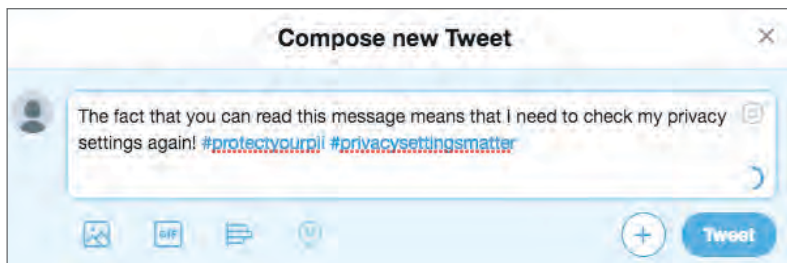 Compose new Tweet
The fact that you can read this message means that I need to check my privacy
settings again! #protectyourpii #privacysettingsmatter
GIF
Tweet